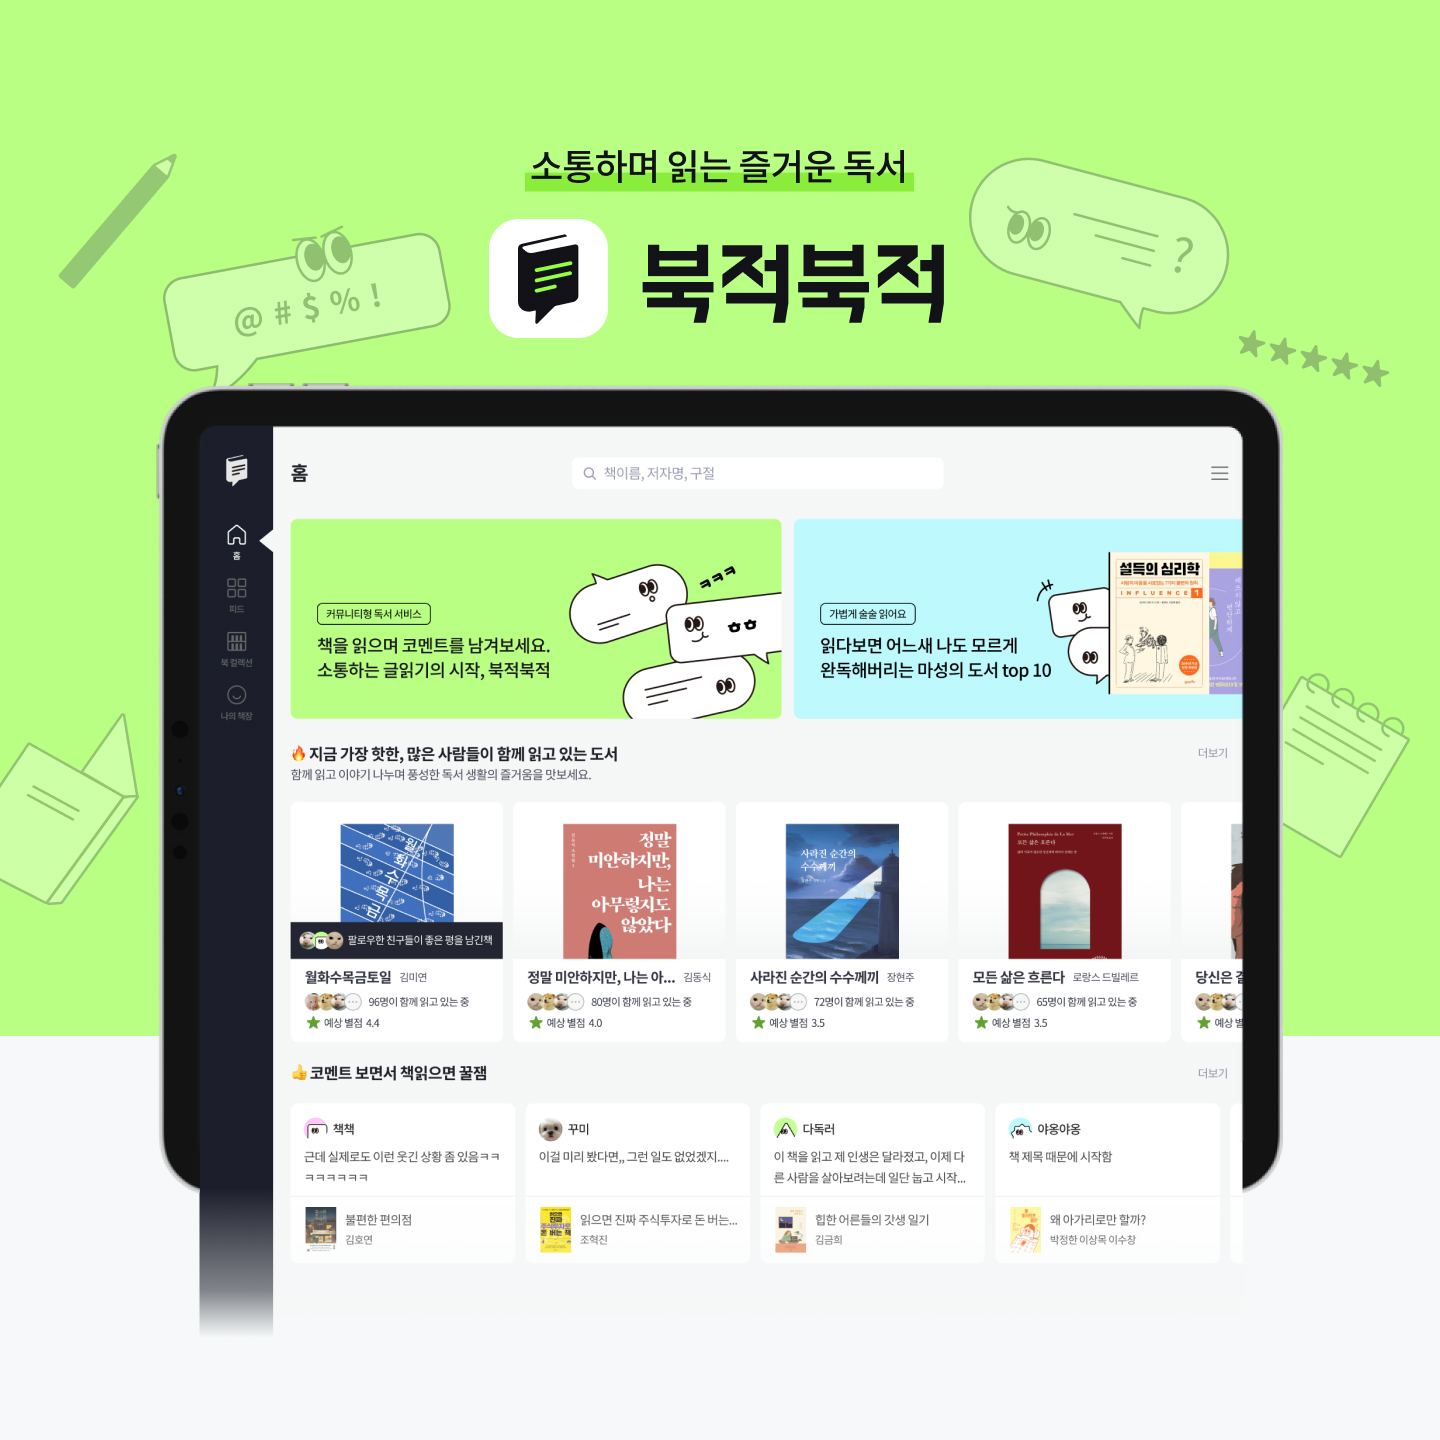 소통하며 읽는 즐거운 독서
북적북적
@ # $ % !
?
홈
책이름, 저자명, 구절
홈
피드
북 컬렉션
나의 책장
커뮤니티형 독서 서비스
책을 읽으며 코멘트를 남겨보세요.
소통하는 글읽기의 시작, 북적북적
ㅋㅋㅋ
ㅎㅎ
가볍게 술술 읽어요
읽다보면 어느새 나도 모르게
완독해버리는 마성의 도서 top 10
설득의 심리학
INFLUENCE 1
🔥 지금 가장 핫한, 많은 사람들이 함께 읽고 있는 도서
더보기
함께 읽고 이야기 나누며 풍성한 독서 생활의 즐거움을 맛보세요.
월화수목금
팔로우한 친구들이 좋은 평을 남긴책
월화수목금토일 김미연
96명이 함께 읽고 있는 중
예상 별점 4.4
정말
미안하지만,
나는
아무렇지도
않았다
정말 미안하지만, 나는 아... 김동식
80명이 함께 읽고 있는 중
예상 별점 4.0
사라진 순간의
수수께끼
사라진 순간의 수수께끼 장현주
72명이 함께 읽고 있는 중
예상 별점 3.5
Petite Philosophie de La Mer
모든 삶은 흐른다
모든 삶은 흐른다 로랑스 드빌레르
65명이 함께 읽고 있는 중
예상 별점 3.5
당신은
예상
👍 코멘트 보면서 책읽으면 꿀잼
더보기
책책
근데 실제로도 이런 웃긴 상황 좀 있음ㅋㅋ
ㅋㅋㅋㅋㅋㅋ
불편한 편의점
김호연
꾸미
이걸 미리 봤다면,, 그런 일도 없었겠지....
읽으면 진짜 주식투자로 돈 버는...
조혁진
다독러
이 책을 읽고 제 인생은 달라졌고, 이제 다
른 사람을 살아보려는데 일단 눕고 시작...
힙한 어른들의 갓생 일기
김금희
야옹야옹
책 제목 때문에 시작함
왜 아가리로만 할까?
박정한 이상목 이수창